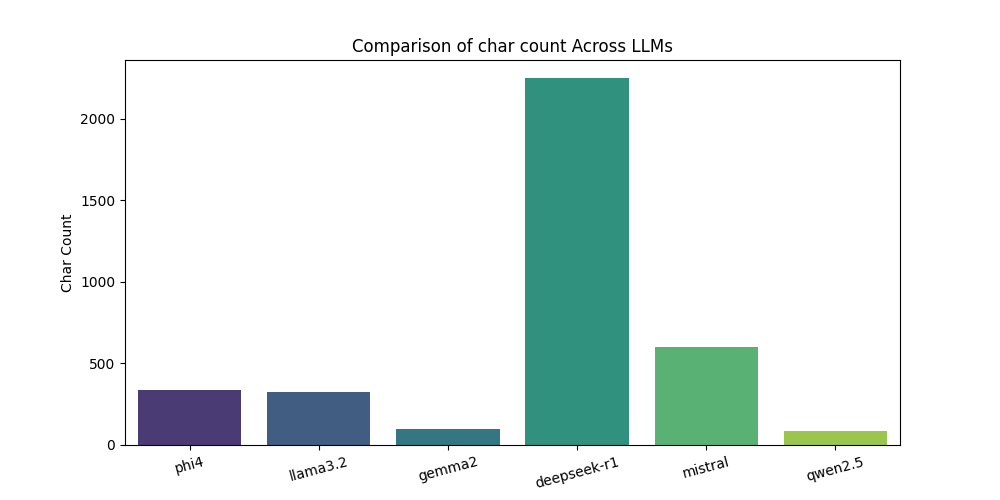 Comparison of char count Across LLMs
Char Count
2000
1500
1000
500
0
phi4
llama3.2
gemma2
deepseek-r1
mistral
qwen2.5